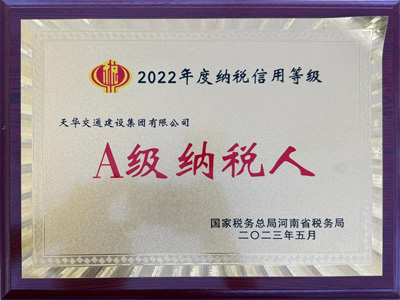 2022年度纳税信用等级
天华交通建设集团有限公司
A级纳税人
国家税务总局河南省税务局
二〇二三年五月